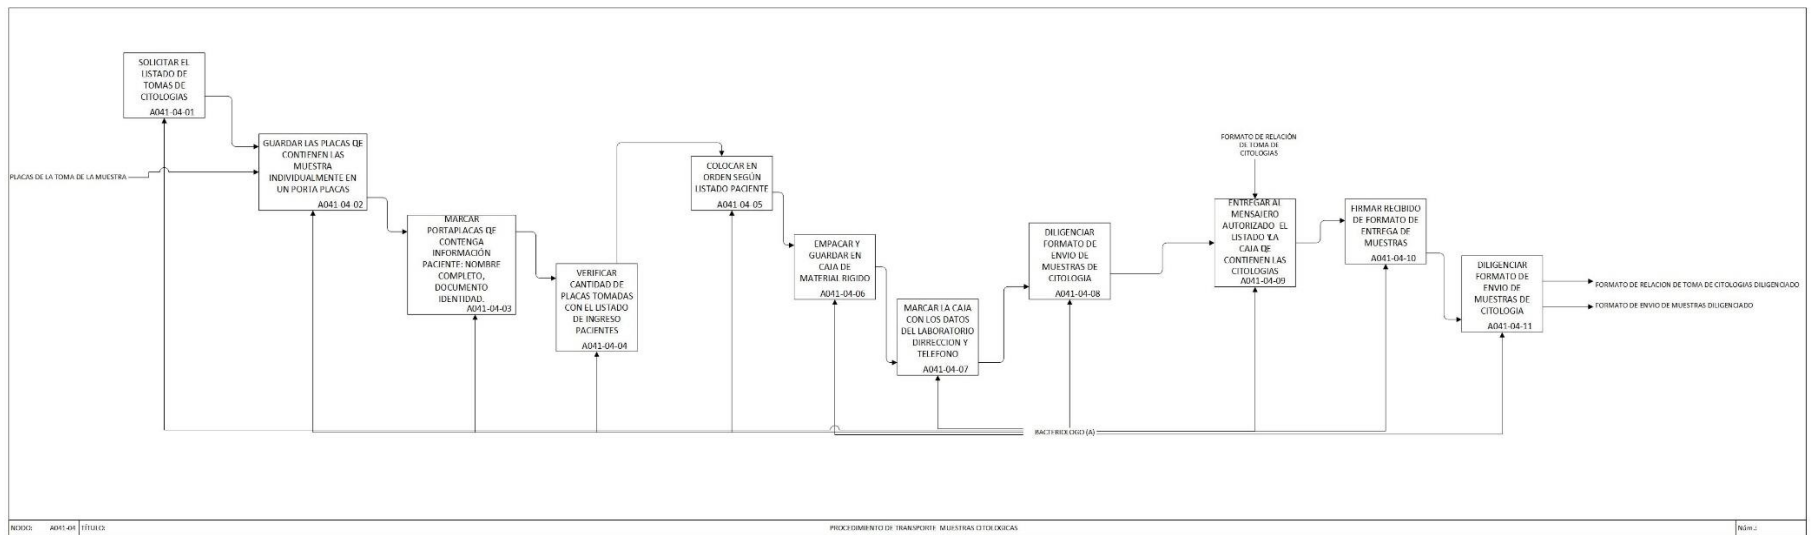 SOLICITAR EL
LISTADO DE
TOMAS DE
CITOLOGIAS
A041-04-01
PLACAS DE LA TOMA DE LA MUESTRA
GUARDAR LAS PLACAS QE
CONTIENEN LAS
MUESTRA
INDIVIDUALMENTE EN
UN PORTA PLACAS
A041-04-02
MARCAR
PORTAPLACAS QE
CONTENGA
INFORMACIÓN
PACIENTE: NOMBRE
COMPLETO,
DOCUMENTO
IDENTIDAD.
A041-04-03
VERIFICAR
CANTIDAD DE
PLACAS TOMADAS
CON EL LISTADO
DE INGRESO
PACIENTES
A041-04-04
COLOCAR EN
ORDEN SEGÚN
LISTADO PACIENTE
A041-04-05
EMPACAR Y
GUARDAR EN
CAJA DE
MATERIAL RIGIDO
A041-04-06
MARCAR LA CAJA
CON LOS DATOS
DEL LABORATORIO
DIRRECCION Y
TELEFONO
A041-04-07
DILIGENCIAR
FORMATO DE
ENVIO DE
MUESTRAS DE
CITOLOGIA
A041-04-08
FORMATO DE RELACIÓN
DE TOMA DE
CITOLOGIAS
ENTREGAR AL
MENSAJERO
AUTORIZADO EL
LISTADO Y LA
CAJA QE
CONTIENEN LAS
CITOLOGIAS
A041-04-09
FIRMAR RECIBIDO
DE FORMATO DE
ENTREGA DE
MUESTRAS
A041-04-10
DILIGENCIAR
FORMATO DE
ENVIO DE
MUESTRAS DE
CITOLOGIA
A041-04-11
FORMATO DE RELACION DE TOMA DE CITOLOGIAS DILIGENCIADO
FORMATO DE ENVIO DE MUESTRAS DILIGENCIADO
BACTERIOLOGO (A)
NODO: A041-04 TÍTULO: PROCEDIMIENTO DE TRANSPORTE MUESTRAS CITOLOGICAS Núm.: